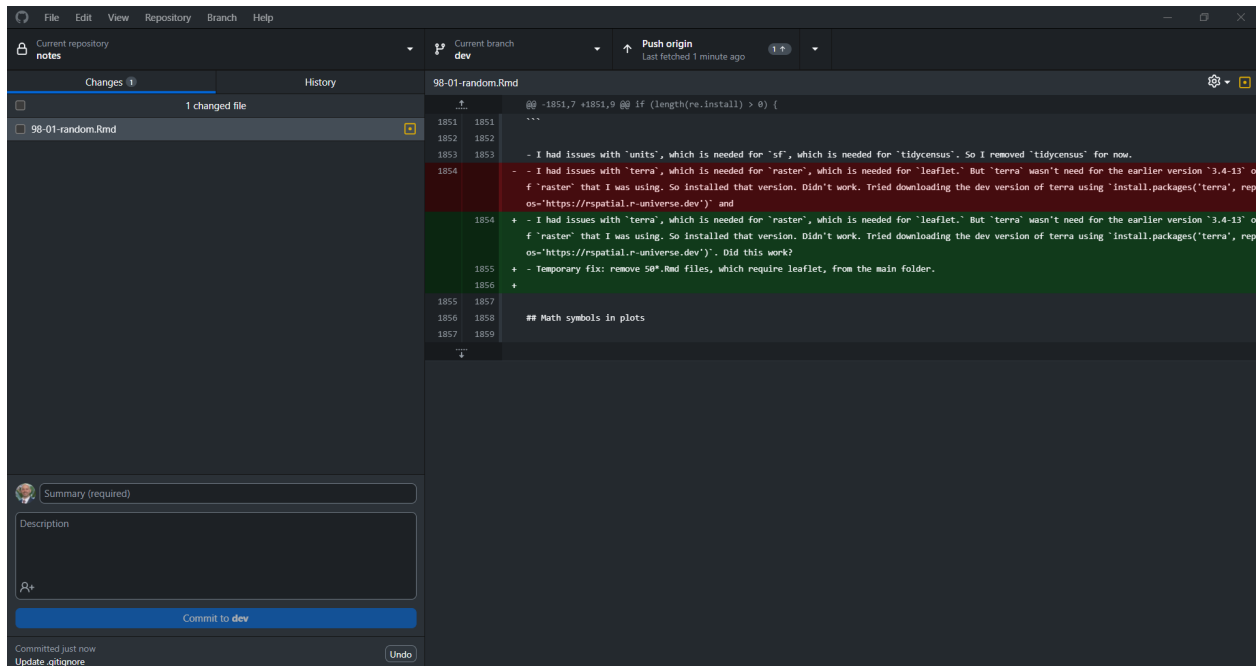 File Edit View Repository Branch Help
Current repository
notes
Current branch
dev
Push origin
Last fetched 1 minute ago
1
Changes 1
History
1 changed file
98-01-random.Rmd
98-01-random.Rmd
@@ -1851,7 +1851,9 @@ if (length(re.install) > 0) {
1851 1851 ```
1852 1852
1853 1853 - I had issues with `units`, which is needed for `sf`, which is needed for `tidycensus`. So I removed `tidycensus` for now.
1854 - - I had issues with `terra`, which is needed for `raster`, which is needed for `leaflet.` But `terra` wasn't need for the earlier version `3.4-13` o
f `raster` that I was using. So installed that version. Didn't work. Tried downloading the dev version of terra using `install.packages('terra', rep
os='https://rspatial.r-universe.dev')` and
1854 + - I had issues with `terra`, which is needed for `raster`, which is needed for `leaflet.` But `terra` wasn't need for the earlier version `3.4-13` o
f `raster` that I was using. So installed that version. Didn't work. Tried downloading the dev version of terra using `install.packages('terra', rep
os='https://rspatial.r-universe.dev')`. Did this work?
1855 + - Temporary fix: remove 50*.Rmd files, which require leaflet, from the main folder.
1856 +
1855 1857
1856 1858 ## Math symbols in plots
1857 1859
Summary (required)
Description
Commit to dev
Committed just now
Update .gitignore
Undo